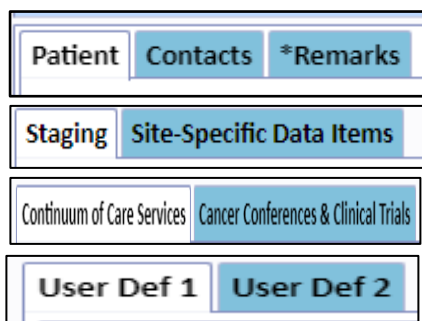 Patient Contacts *Remarks
Staging Site-Specific Data Items
Continuum of Care Services Cancer Conferences & Clinical Trials
User Def 1 User Def 2